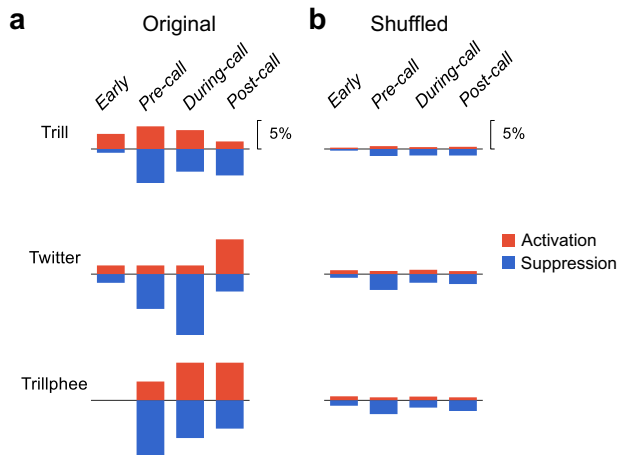 a
Original
b
Shuffled
Early
Pre-call
During-call
Post-call
Early
Pre-call
During-call
Post-call
Trill
5%
5%
Twitter
Activation
Suppression
Trillphee